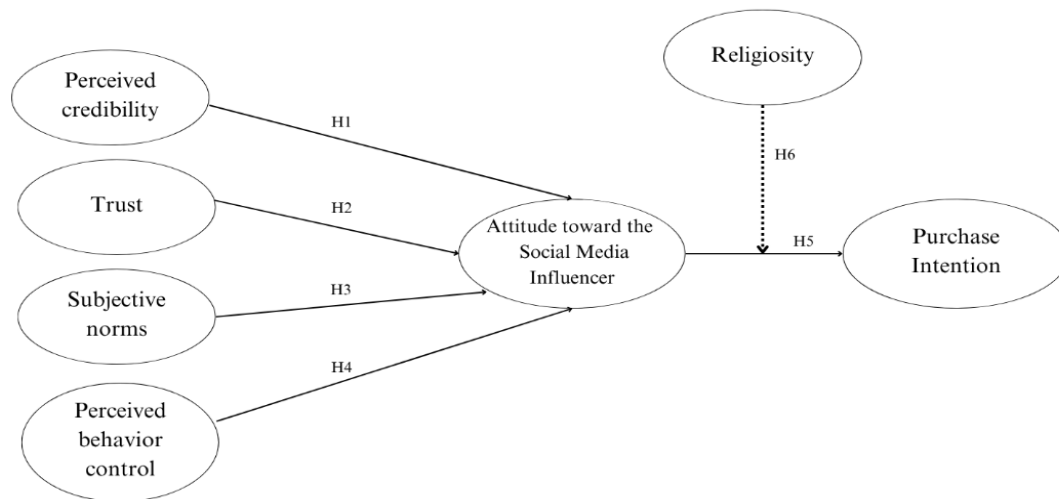 Perceived
credibility
Trust
Subjective
norms
Perceived
behavior
control
H1
H2
H3
H4
Attitude toward the
Social Media
Influencer
Religiosity
H6
H5
Purchase
Intention